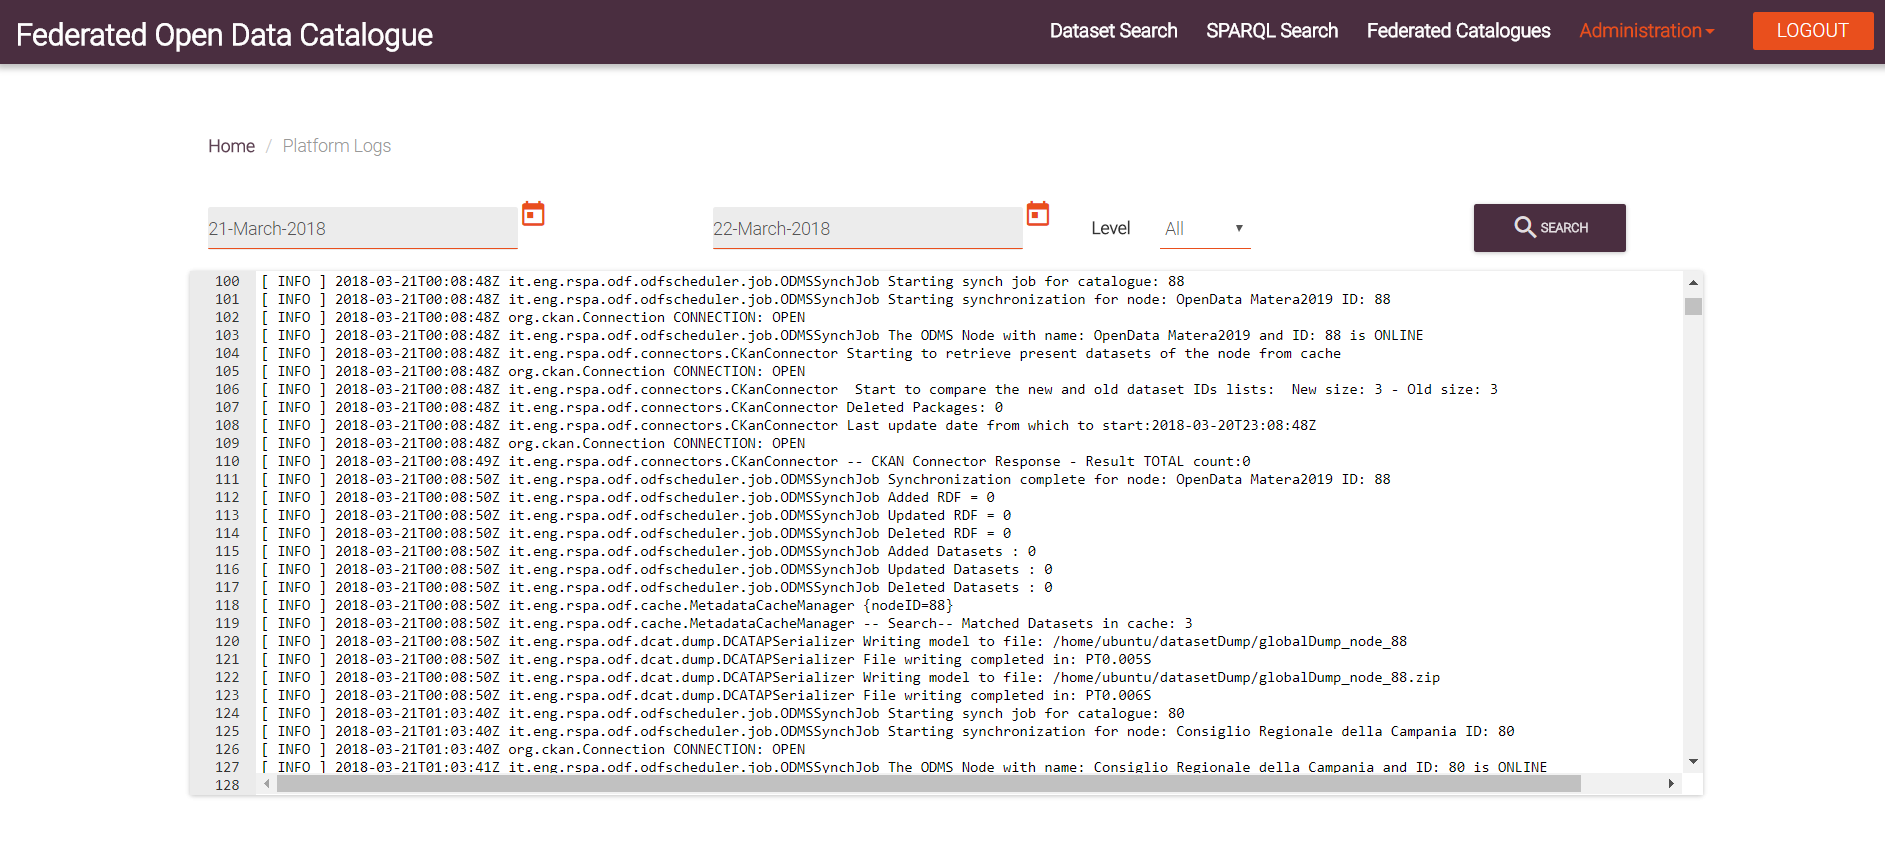 Federated Open Data Catalogue
Dataset Search SPARQL Search Federated Catalogues Administration LOGOUT
Home / Platform Logs
21-March-2018 22-March-2018 Level All SEARCH
100 [ INFO ] 2018-03-21T00:08:48Z it.eng.rspa.odf.odfscheduler.job.ODMSSynchJob Starting synch job for catalogue: 88
101 [ INFO ] 2018-03-21T00:08:48Z it.eng.rspa.odf.odfscheduler.job.ODMSSynchJob Starting synchronization for node: OpenData Matera2019 ID: 88
102 [ INFO ] 2018-03-21T00:08:48Z org.ckan.Connection CONNECTION: OPEN
103 [ INFO ] 2018-03-21T00:08:48Z it.eng.rspa.odf.odfscheduler.job.ODMSSynchJob The ODMS Node with name: OpenData Matera2019 and ID: 88 is ONLINE
104 [ INFO ] 2018-03-21T00:08:48Z it.eng.rspa.odf.connectors.CKanConnector Starting to retrieve present datasets of the node from cache
105 [ INFO ] 2018-03-21T00:08:48Z org.ckan.Connection CONNECTION: OPEN
106 [ INFO ] 2018-03-21T00:08:48Z it.eng.rspa.odf.connectors.CKanConnector  Start to compare the new and old dataset IDs lists:  New size: 3 - Old size: 3
107 [ INFO ] 2018-03-21T00:08:48Z it.eng.rspa.odf.connectors.CKanConnector Deleted Packages: 0
108 [ INFO ] 2018-03-21T00:08:48Z it.eng.rspa.odf.connectors.CKanConnector Last update date from which to start:2018-03-20T23:08:48Z
109 [ INFO ] 2018-03-21T00:08:48Z org.ckan.Connection CONNECTION: OPEN
110 [ INFO ] 2018-03-21T00:08:49Z it.eng.rspa.odf.connectors.CKanConnector -- CKAN Connector Response - Result TOTAL count:0
111 [ INFO ] 2018-03-21T00:08:50Z it.eng.rspa.odf.odfscheduler.job.ODMSSynchJob Synchronization complete for node: OpenData Matera2019 ID: 88
112 [ INFO ] 2018-03-21T00:08:50Z it.eng.rspa.odf.odfscheduler.job.ODMSSynchJob Added RDF = 0
113 [ INFO ] 2018-03-21T00:08:50Z it.eng.rspa.odf.odfscheduler.job.ODMSSynchJob Updated RDF = 0
114 [ INFO ] 2018-03-21T00:08:50Z it.eng.rspa.odf.odfscheduler.job.ODMSSynchJob Deleted RDF = 0
115 [ INFO ] 2018-03-21T00:08:50Z it.eng.rspa.odf.odfscheduler.job.ODMSSynchJob Added Datasets : 0
116 [ INFO ] 2018-03-21T00:08:50Z it.eng.rspa.odf.odfscheduler.job.ODMSSynchJob Updated Datasets : 0
117 [ INFO ] 2018-03-21T00:08:50Z it.eng.rspa.odf.odfscheduler.job.ODMSSynchJob Deleted Datasets : 0
118 [ INFO ] 2018-03-21T00:08:50Z it.eng.rspa.odf.cache.MetadataCacheManager {nodeID=88}
119 [ INFO ] 2018-03-21T00:08:50Z it.eng.rspa.odf.cache.MetadataCacheManager -- Search-- Matched Datasets in cache: 3
120 [ INFO ] 2018-03-21T00:08:50Z it.eng.rspa.odf.dcat.dump.DCATAPSerializer Writing model to file: /home/ubuntu/datasetDump/globalDump_node_88
121 [ INFO ] 2018-03-21T00:08:50Z it.eng.rspa.odf.dcat.dump.DCATAPSerializer File writing completed in: PT0.005S
122 [ INFO ] 2018-03-21T00:08:50Z it.eng.rspa.odf.dcat.dump.DCATAPSerializer Writing model to file: /home/ubuntu/datasetDump/globalDump_node_88.zip
123 [ INFO ] 2018-03-21T00:08:50Z it.eng.rspa.odf.dcat.dump.DCATAPSerializer File writing completed in: PT0.006S
124 [ INFO ] 2018-03-21T01:03:40Z it.eng.rspa.odf.odfscheduler.job.ODMSSynchJob Starting synch job for catalogue: 80
125 [ INFO ] 2018-03-21T01:03:40Z it.eng.rspa.odf.odfscheduler.job.ODMSSynchJob Starting synchronization for node: Consiglio Regionale della Campania ID: 80
126 [ INFO ] 2018-03-21T01:03:40Z org.ckan.Connection CONNECTION: OPEN
127 [ INFO ] 2018-03-21T01:03:41Z it.eng.rspa.odf.odfscheduler.job.ODMSSynchJob The ODMS Node with name: Consiglio Regionale della Campania and ID: 80 is ONLINE
128